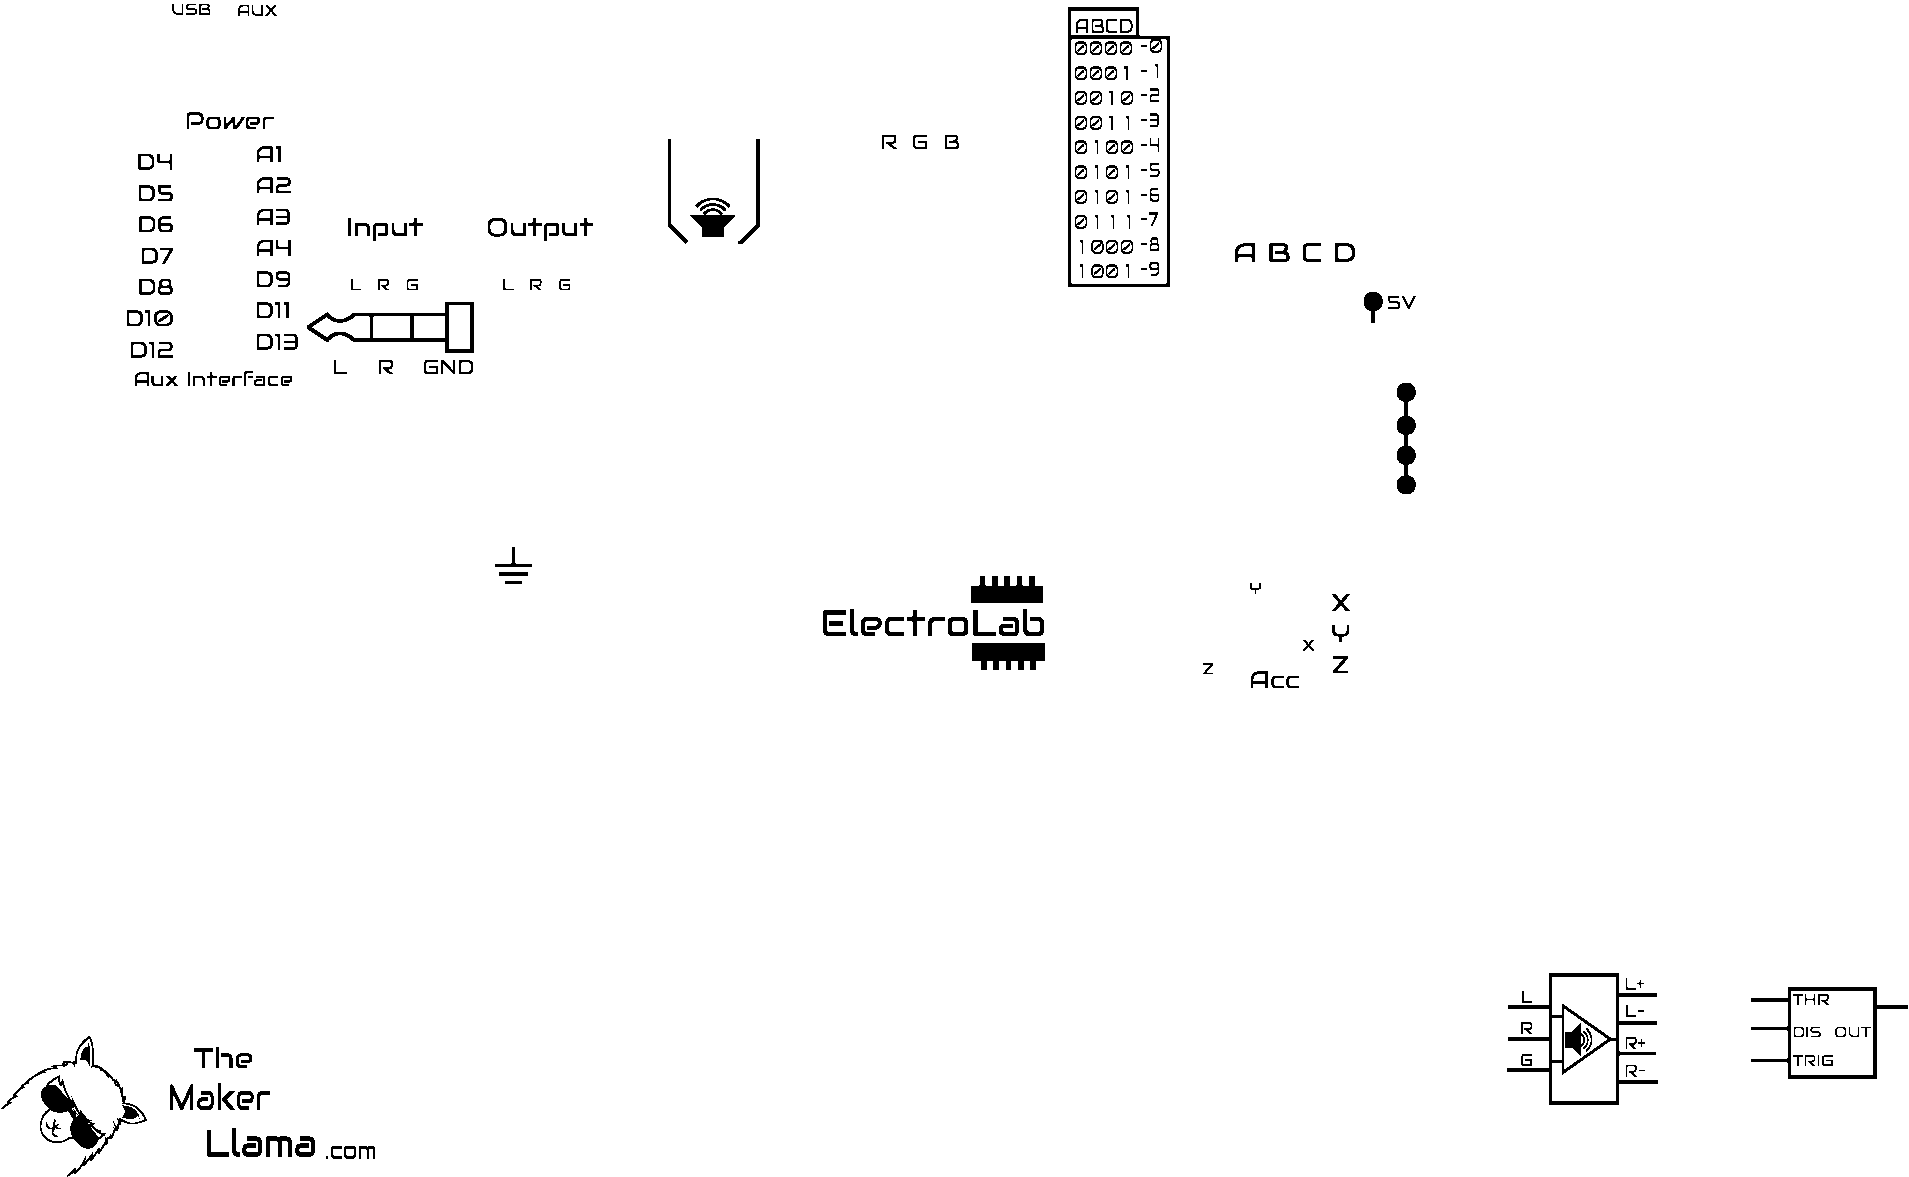 USB AUX
Power
D4 A1
D5 A2
D6 A3
D7 A4
D8 D9
D10 D11
D12 D13
Aux Interface
Input
L R G
L R GND
Output
L R G
R G B
ABCD
0000 -0
0001 -1
0010 -2
0011 -3
0100 -4
0101 -5
0101 -6
0111 -7
1000 -8
1001 -9
A B C D
5V
ElectroLab
Y
X
Z
Acc
X
Y
Z
L
R
G
L+
L-
R+
R-
THR
DIS OUT
TRIG
The
Maker
Llama .com